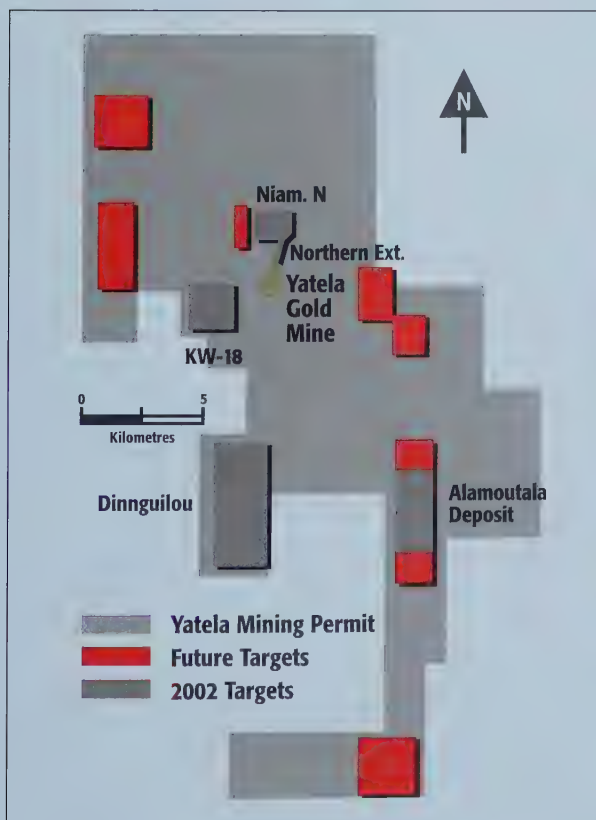 N
Niam. N
Northern Ext.
Yatela
Gold
Mine
KW-18
0 5
Kilometres
Dinnguilou
Alamoutala
Deposit
Yatela Mining Permit
Future Targets
2002 Targets